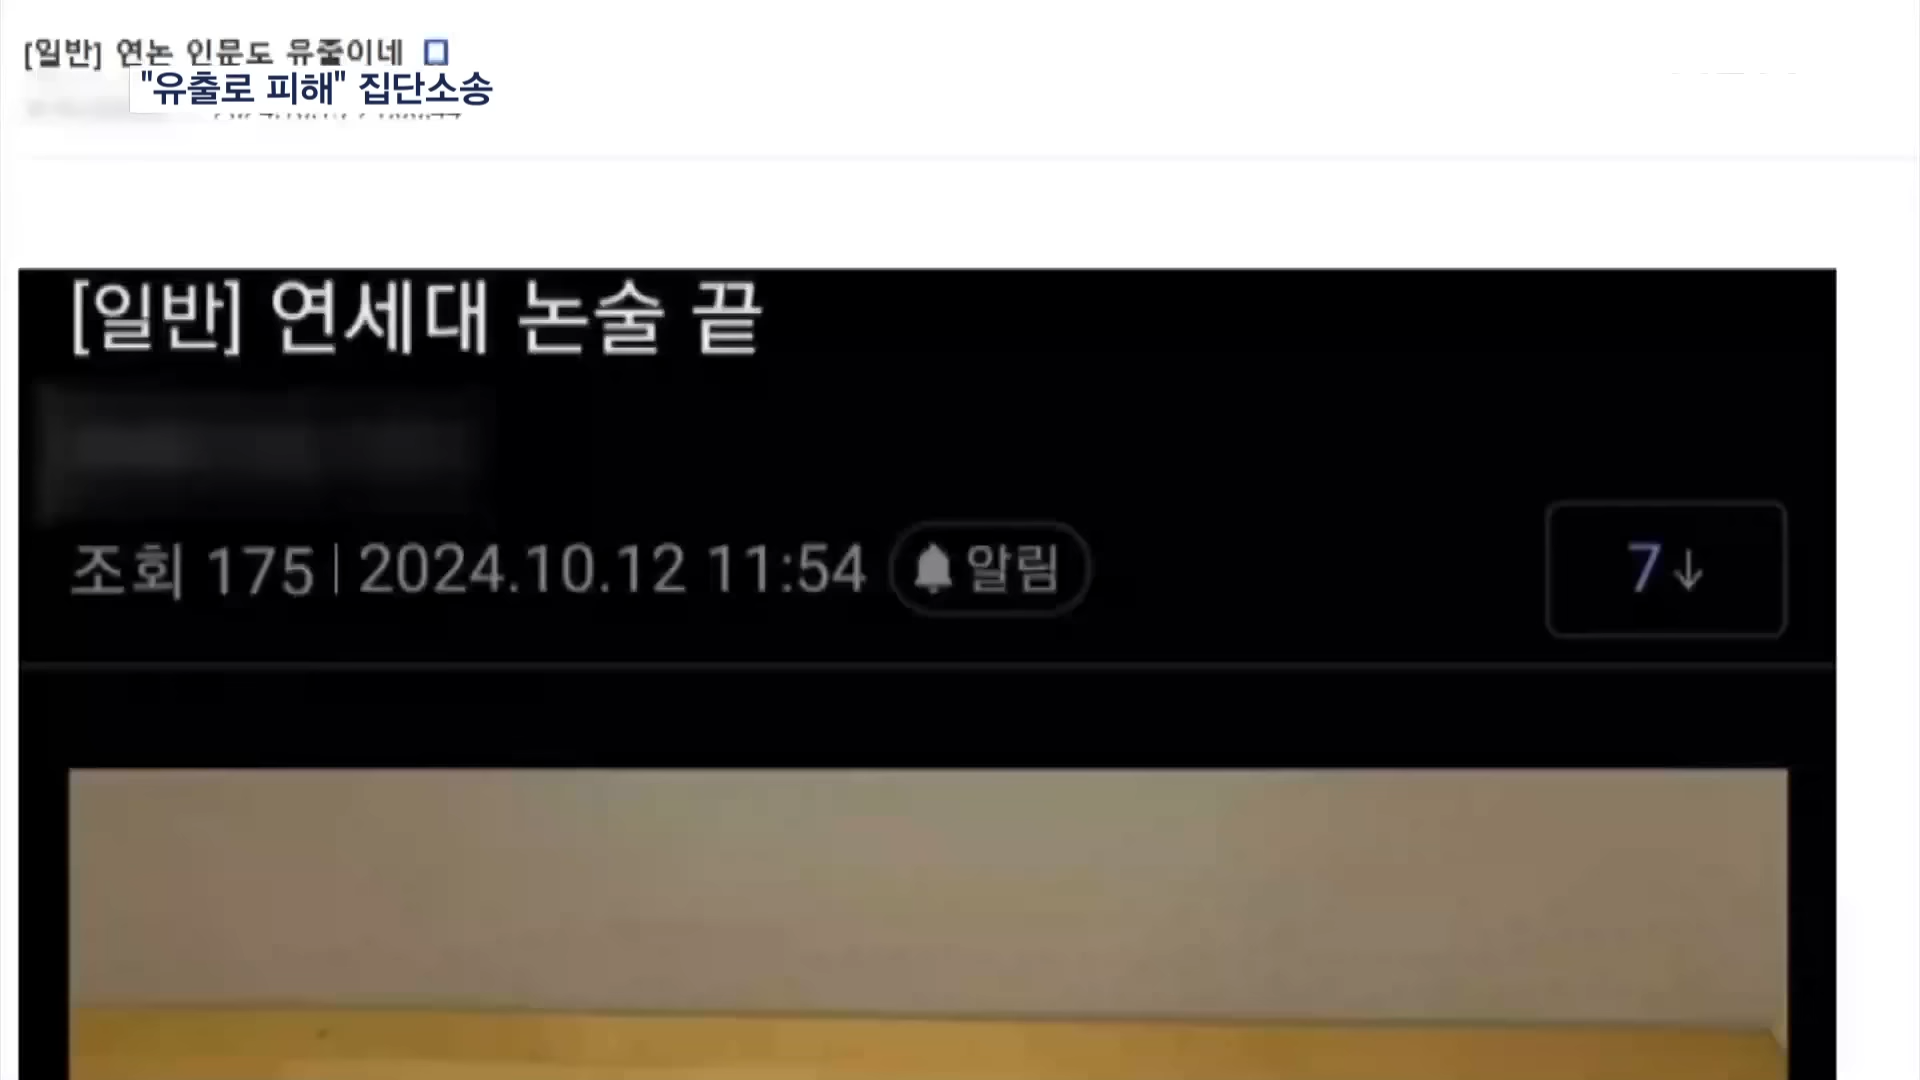 [일반] 연논 인문도 유출이네
"유출로 피해" 집단소송
[일반] 연세대 논술 끝
조회 175 | 2024.10.12 11:54 알림
7↓